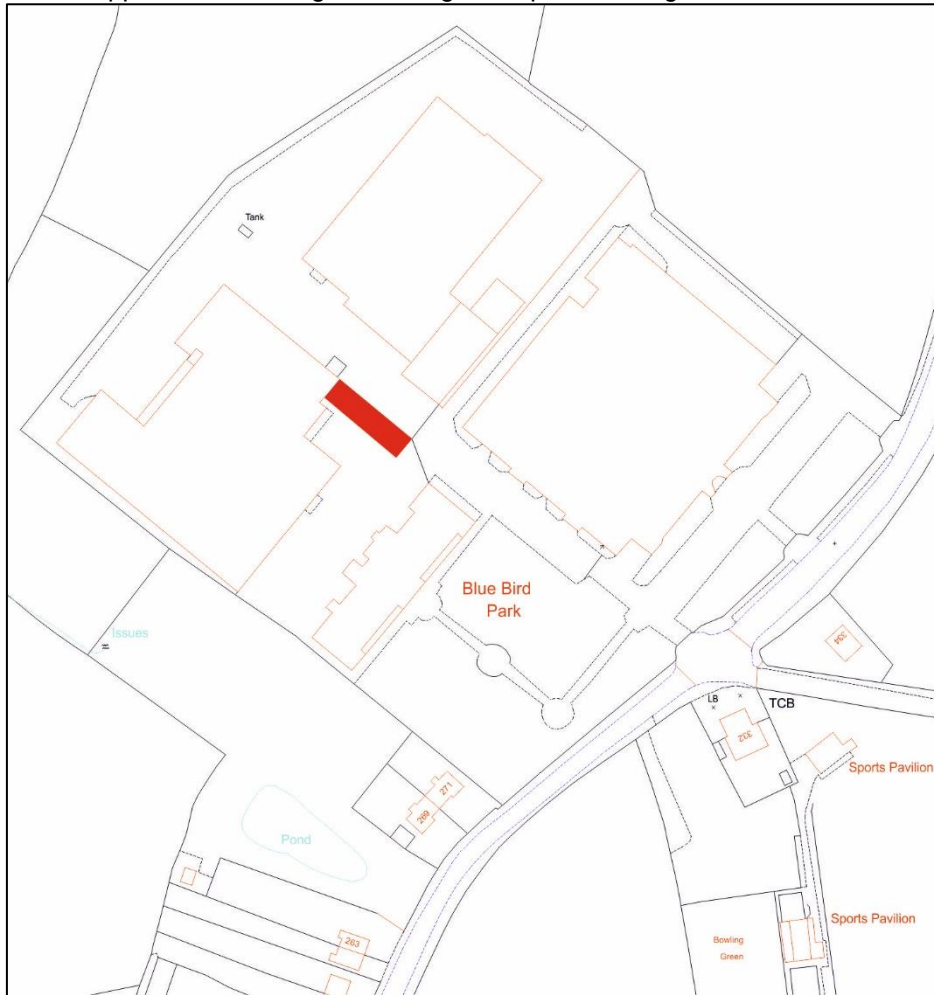 Tank
Blue Bird
Park
Issues
334
LB
TCB
332
Sports Pavilion
271
269
Pond
Sports Pavilion
263
Bowling
Green